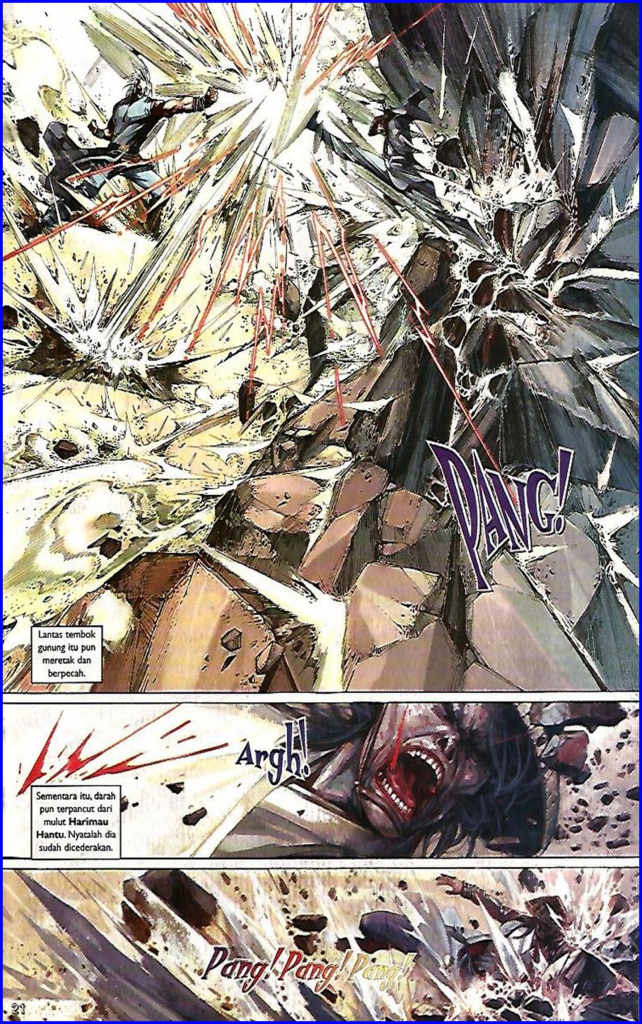 PANG!
Lantas tembok
gunung itu pun
meretak dan
berpecah.
Argh!
Sementara itu, darah
pun terpancut dari
mulut Harimau
Hantu. Nyatalah dia
sudah dicederakan.
Pang! Pang! Pang!
21